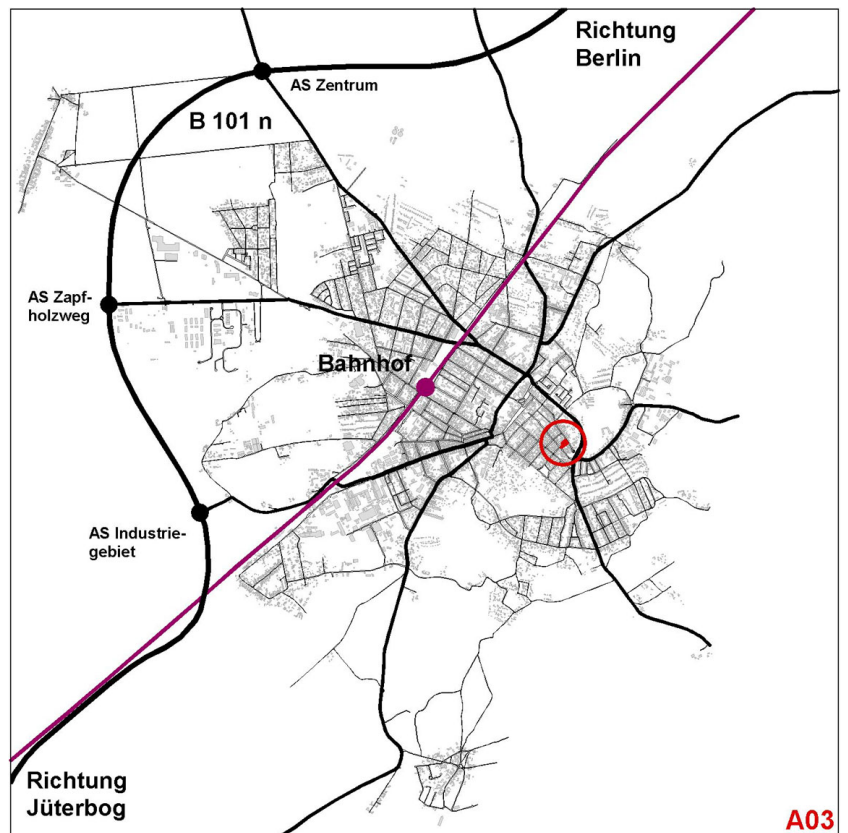 Richtung
Berlin
AS Zentrum
B 101 n
AS Zapf-
holzweg
Bahnhof
AS Industrie-
gebiet
Richtung
Jüterbog
A03